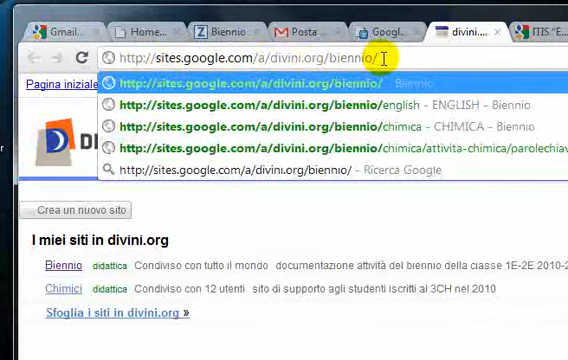 Gmail... Home... Biennio Posta ... Googl... divini.... ITIS "E
http://sites.google.com/a/divini.org/biennio/
Pagina iniziale
http://sites.google.com/a/divini.org/biennio/ - Biennio
http://sites.google.com/a/divini.org/biennio/english - ENGLISH - Biennio
http://sites.google.com/a/divini.org/biennio/chimica - CHIMICA - Biennio
http://sites.google.com/a/divini.org/biennio/chimica/attivita-chimica/parolechiav
http://sites.google.com/a/divini.org/biennio/ - Ricerca Google
D
Crea un nuovo sito
I miei siti in divini.org
Biennio didattica Condiviso con tutto il mondo documentazione attività del biennio della classe 1E-2E 2010-2
Chimici didattica Condiviso con 12 utenti sito di supporto agli studenti iscritti al 3CH nel 2010
Sfoglia i siti in divini.org »